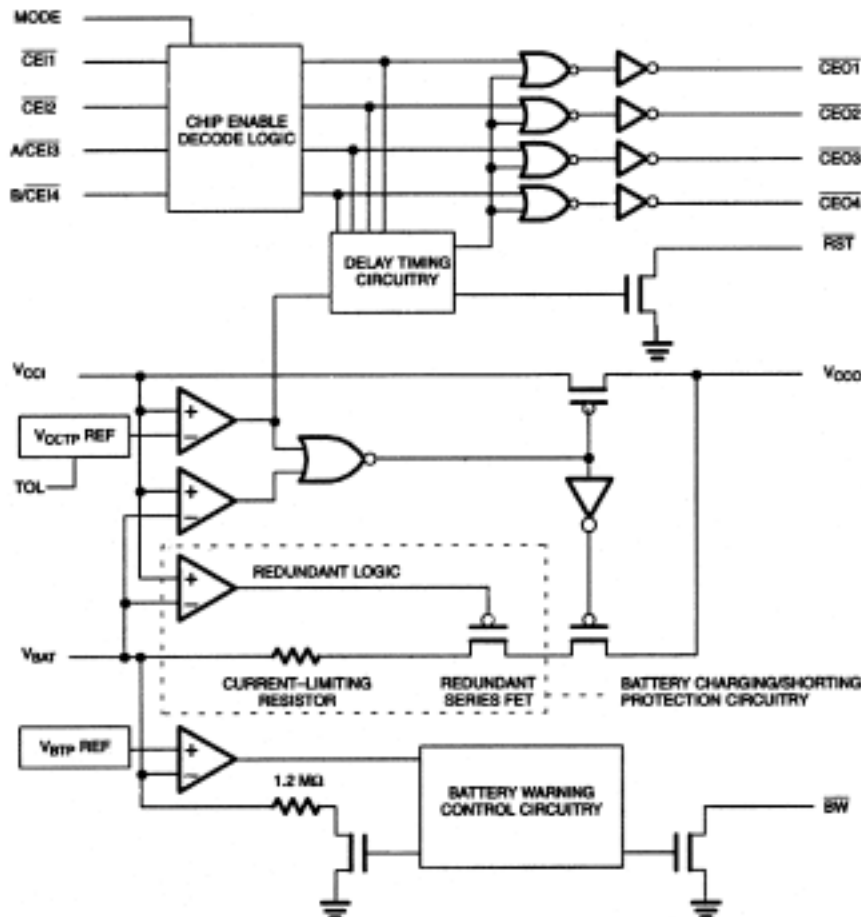 MODE
CEI1
CEI2
A/CEI3
B/CEI4
CHIP ENABLE
DECODE LOGIC
CEO1
CEO2
CEO3
CEO4
RST
DELAY TIMING
CIRCUITRY
VCCI
VCCO
+
−
VCCTP REF
TOL
+
−
REDUNDANT LOGIC
+
−
VBAT
CURRENT–LIMITING
RESISTOR
REDUNDANT
SERIES FET
BATTERY CHARGING/SHORTING
PROTECTION CIRCUITRY
VBTP REF
+
−
1.2 MΩ
BATTERY WARNING
CONTROL CIRCUITRY
BW